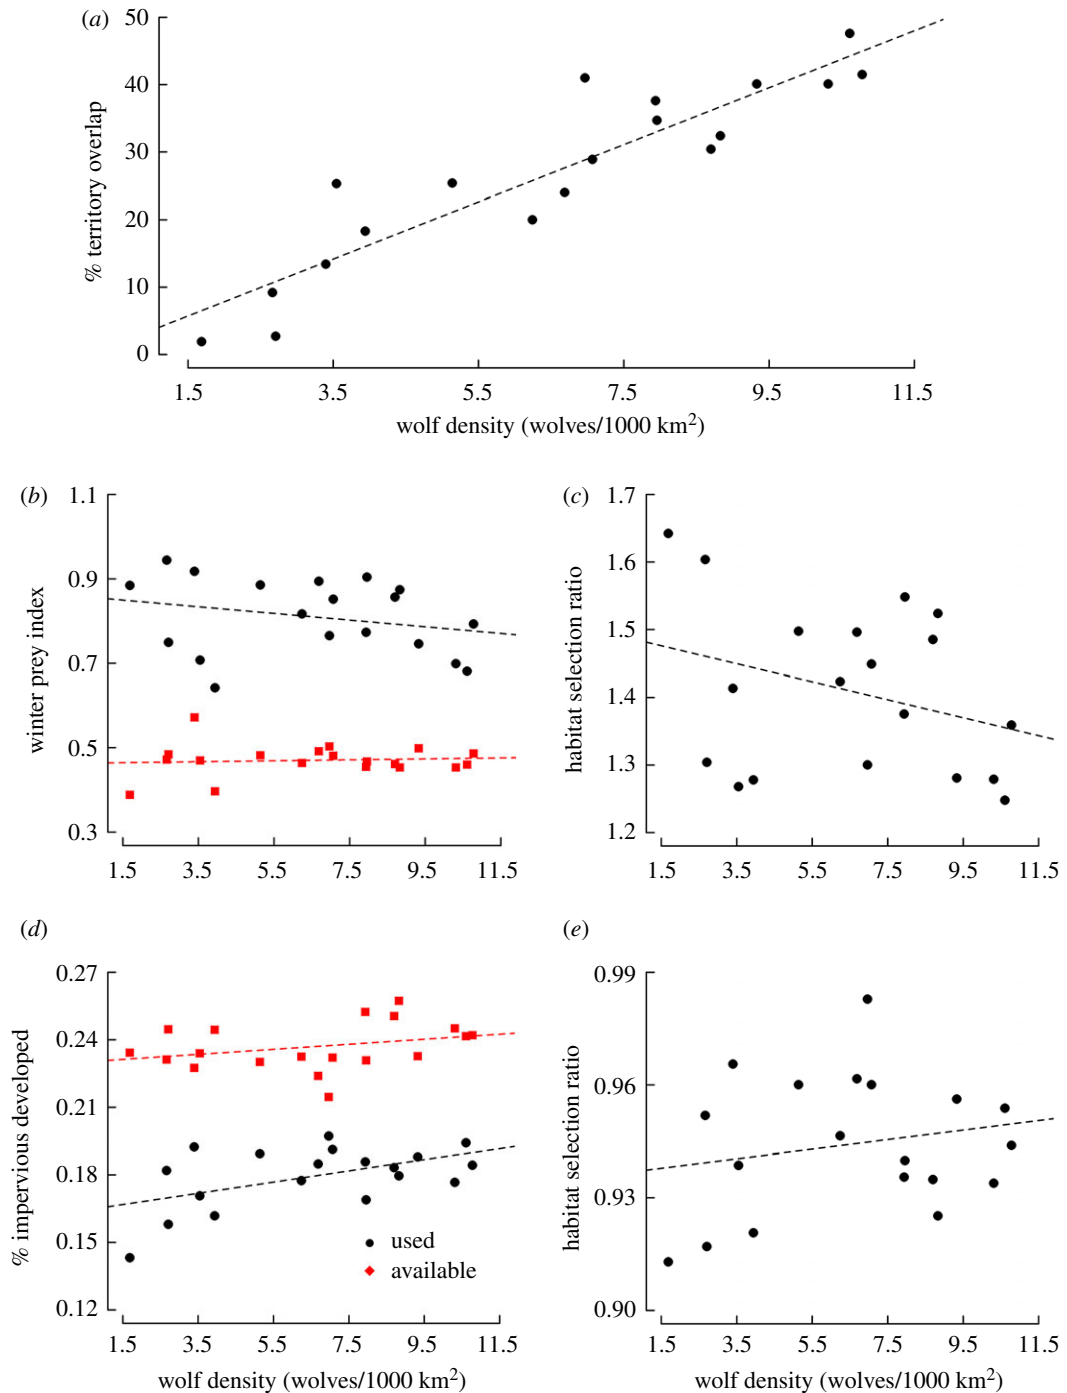 (a)
50
40
30
20
10
0
% territory overlap
1.5 3.5 5.5 7.5 9.5 11.5
wolf density (wolves/1000 km²)
(b)
1.1
0.9
0.7
0.5
0.3
winter prey index
1.5 3.5 5.5 7.5 9.5 11.5
(c)
1.7
1.6
1.5
1.4
1.3
1.2
habitat selection ratio
1.5 3.5 5.5 7.5 9.5 11.5
(d)
0.27
0.24
0.21
0.18
0.15
0.12
% impervious developed
used
available
1.5 3.5 5.5 7.5 9.5 11.5
wolf density (wolves/1000 km²)
(e)
0.99
0.96
0.93
0.90
habitat selection ratio
1.5 3.5 5.5 7.5 9.5 11.5
wolf density (wolves/1000 km²)